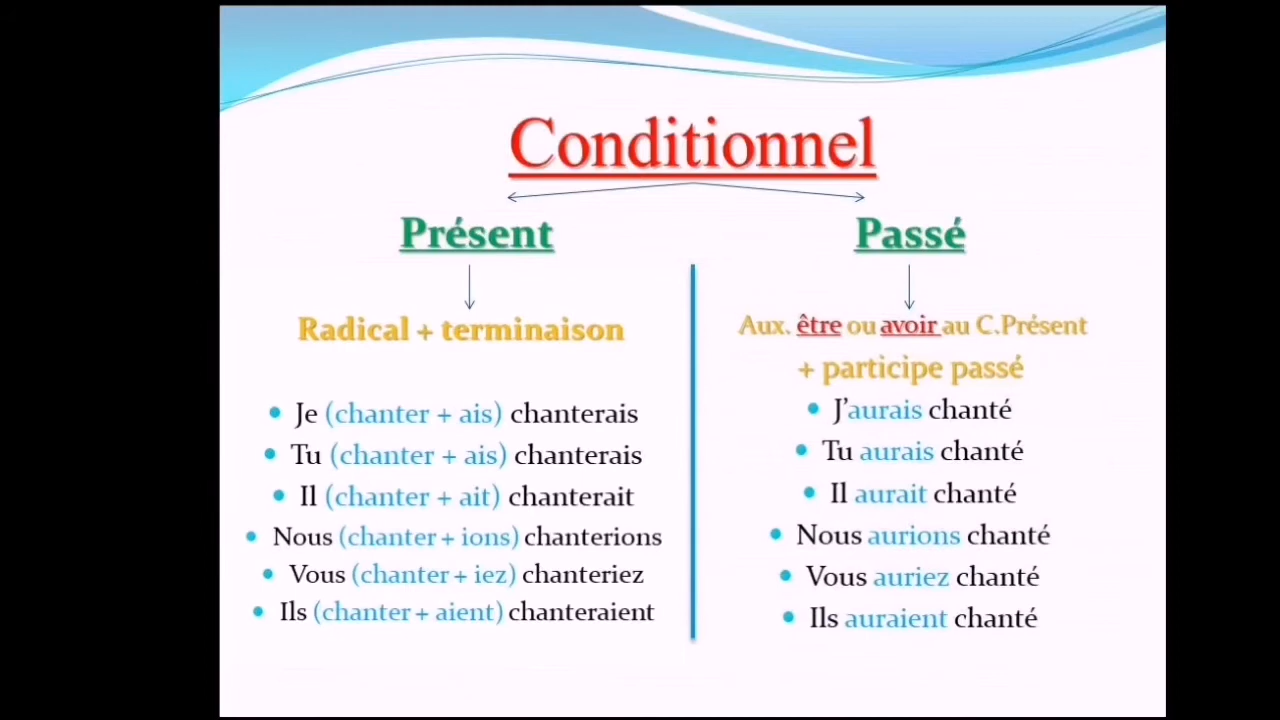 Conditionnel
Présent
Radical + terminaison
• Je (chanter + ais) chanterais
• Tu (chanter + ais) chanterais
• Il (chanter + ait) chanterait
• Nous (chanter + ions) chanterions
• Vous (chanter + iez) chanteriez
• Ils (chanter + aient) chanteraient
Passé
Aux. être ou avoir au C.Présent
+ participe passé
• J’aurais chanté
• Tu aurais chanté
• Il aurait chanté
• Nous aurions chanté
• Vous auriez chanté
• Ils auraient chanté